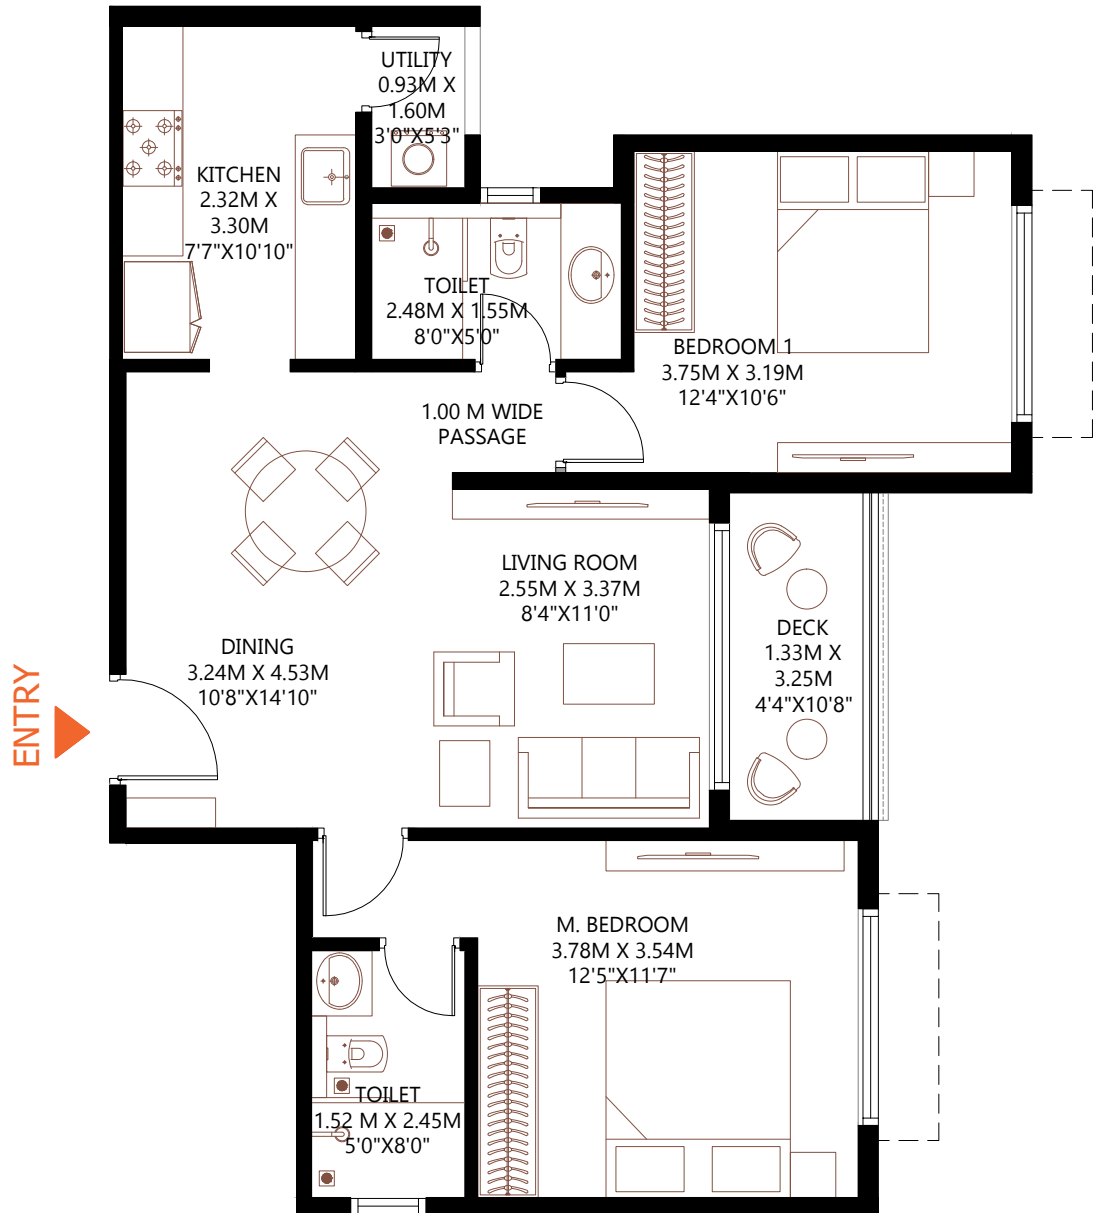 UTILITY
0.93M X
1.60M
3'0"X5'3"
KITCHEN
2.32M X
3.30M
7'7"X10'10"
TOILET
2.48M X 1.55M
8'0"X5'0"
BEDROOM 1
3.75M X 3.19M
12'4"X10'6"
1.00 M WIDE
PASSAGE
LIVING ROOM
2.55M X 3.37M
8'4"X11'0"
DINING
3.24M X 4.53M
10'8"X14'10"
DECK
1.33M X
3.25M
4'4"X10'8"
ENTRY
M. BEDROOM
3.78M X 3.54M
12'5"X11'7"
TOILET
1.52 M X 2.45M
5'0"X8'0"